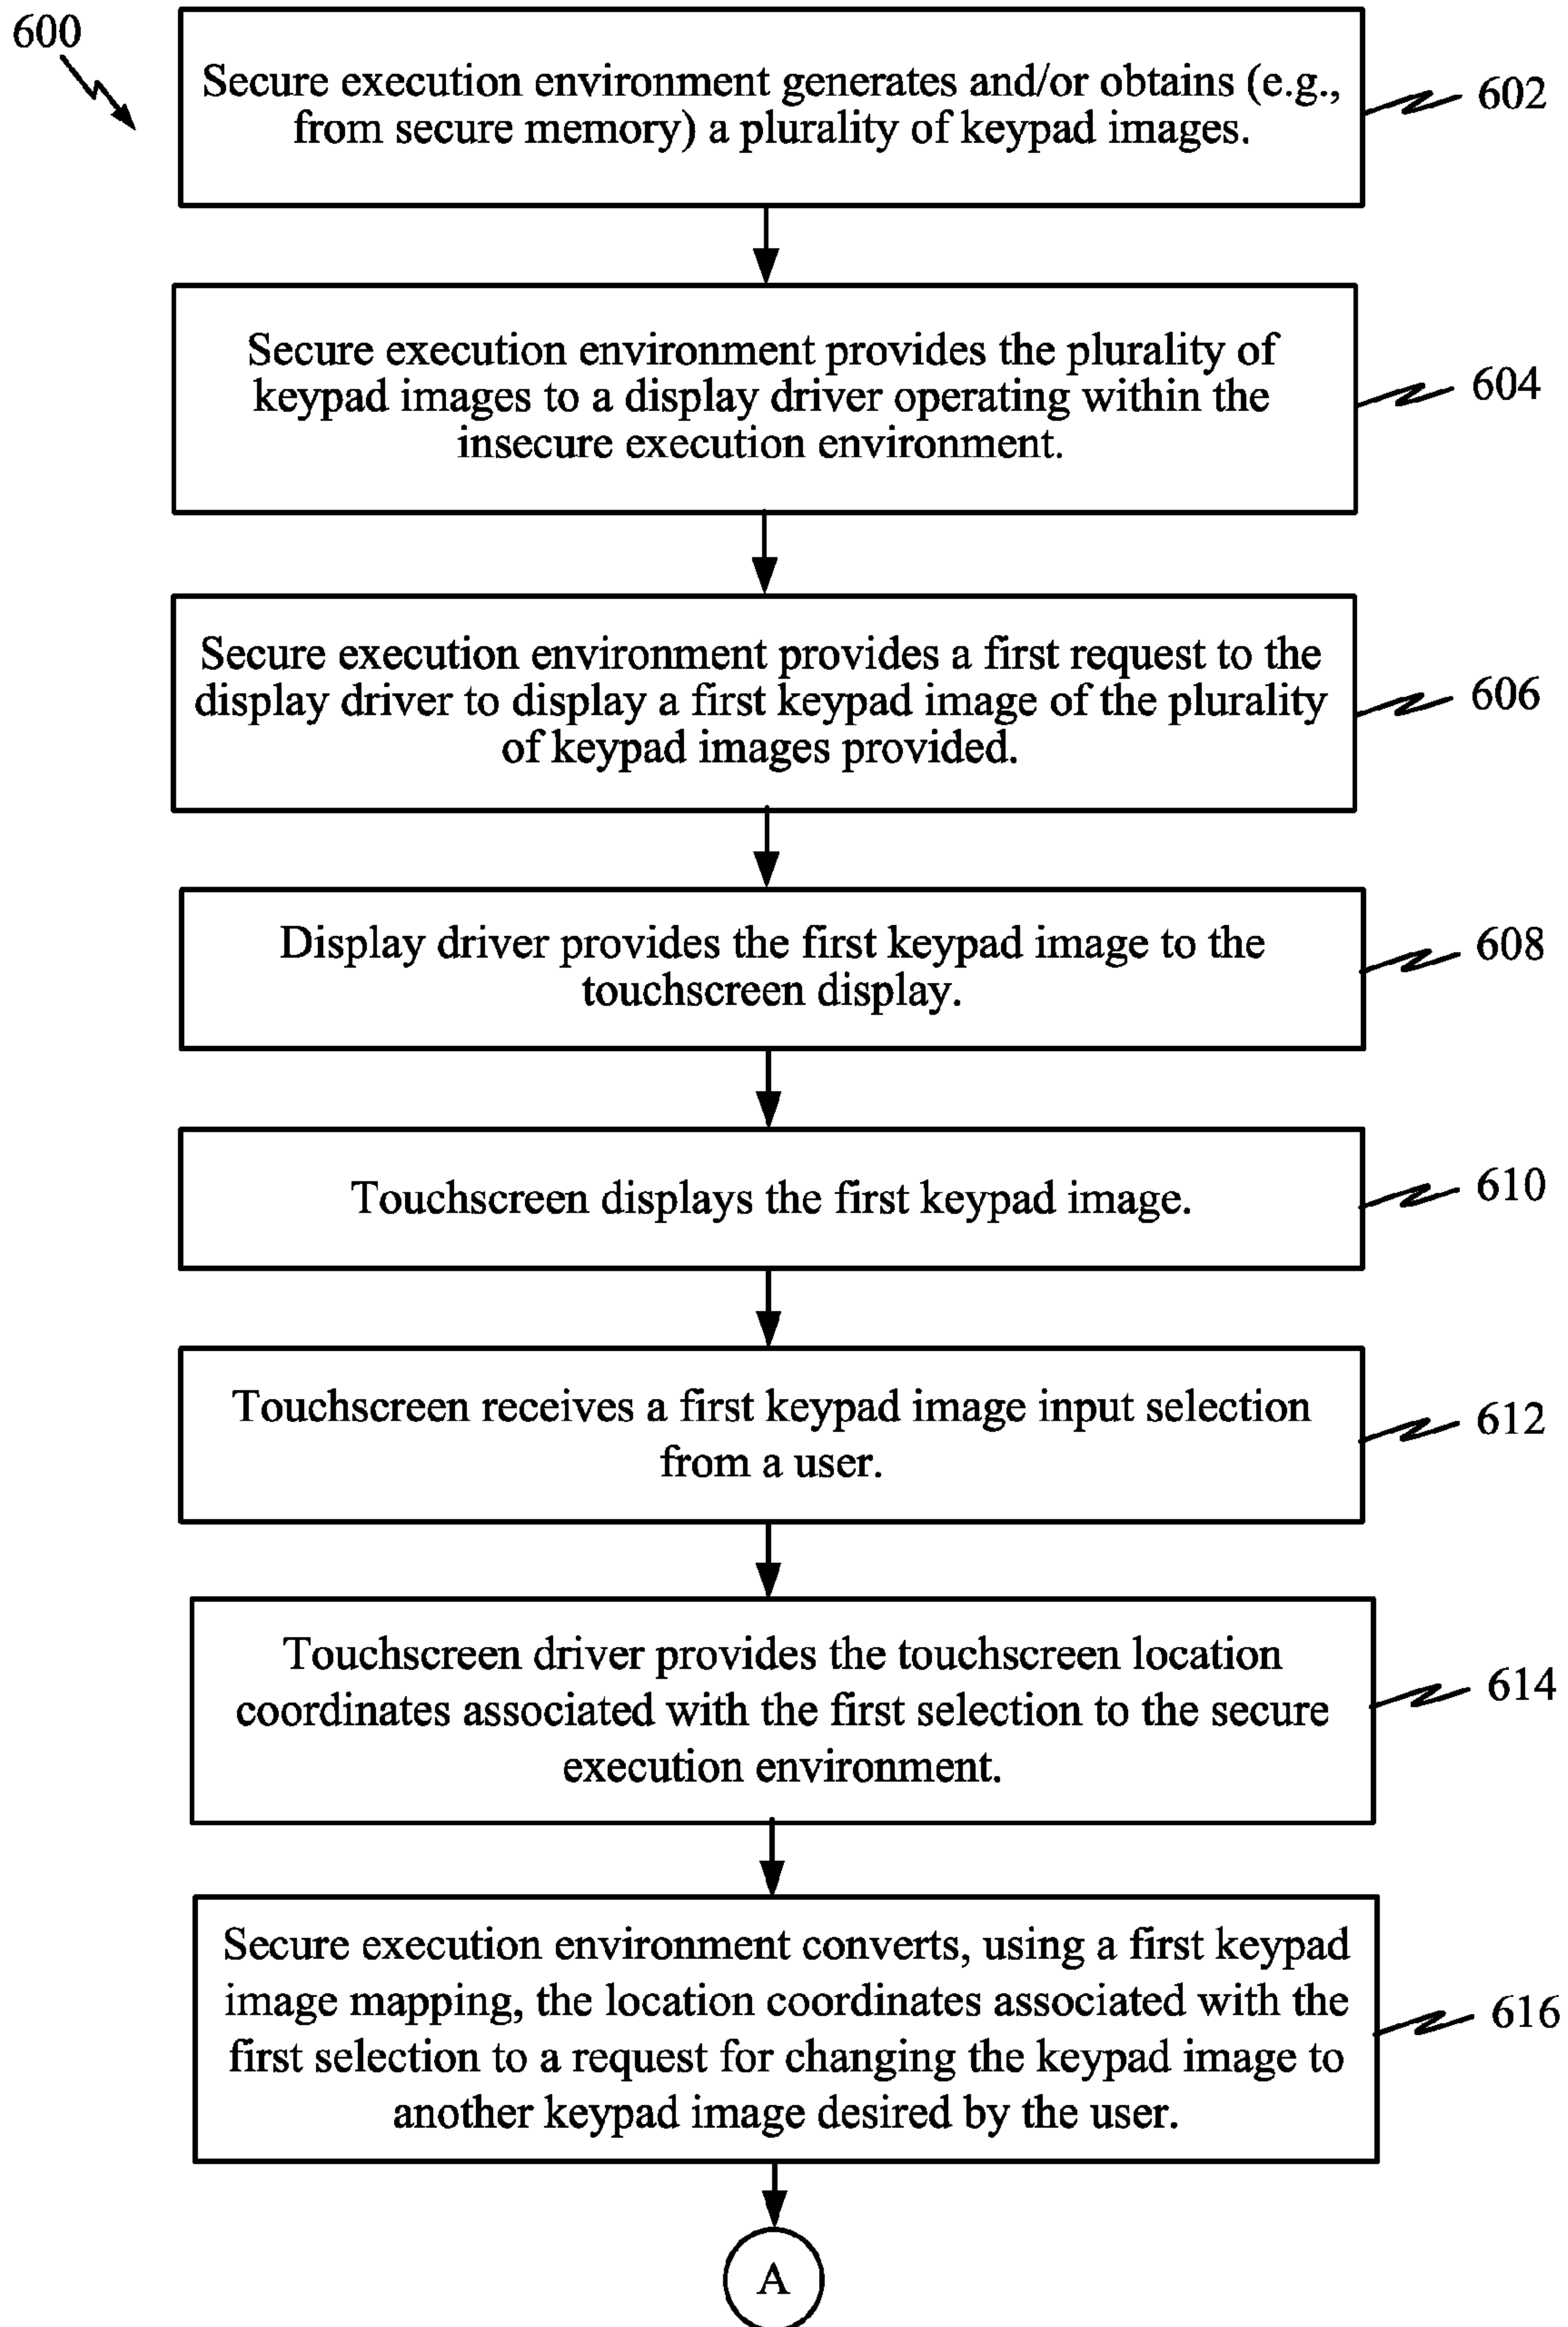 600
Secure execution environment generates and/or obtains (e.g.,
from secure memory) a plurality of keypad images.
602
Secure execution environment provides the plurality of
keypad images to a display driver operating within the
insecure execution environment.
604
Secure execution environment provides a first request to the
display driver to display a first keypad image of the plurality
of keypad images provided.
606
Display driver provides the first keypad image to the
touchscreen display.
608
Touchscreen displays the first keypad image.
610
Touchscreen receives a first keypad image input selection
from a user.
612
Touchscreen driver provides the touchscreen location
coordinates associated with the first selection to the secure
execution environment.
614
Secure execution environment converts, using a first keypad
image mapping, the location coordinates associated with the
first selection to a request for changing the keypad image to
another keypad image desired by the user.
616
A